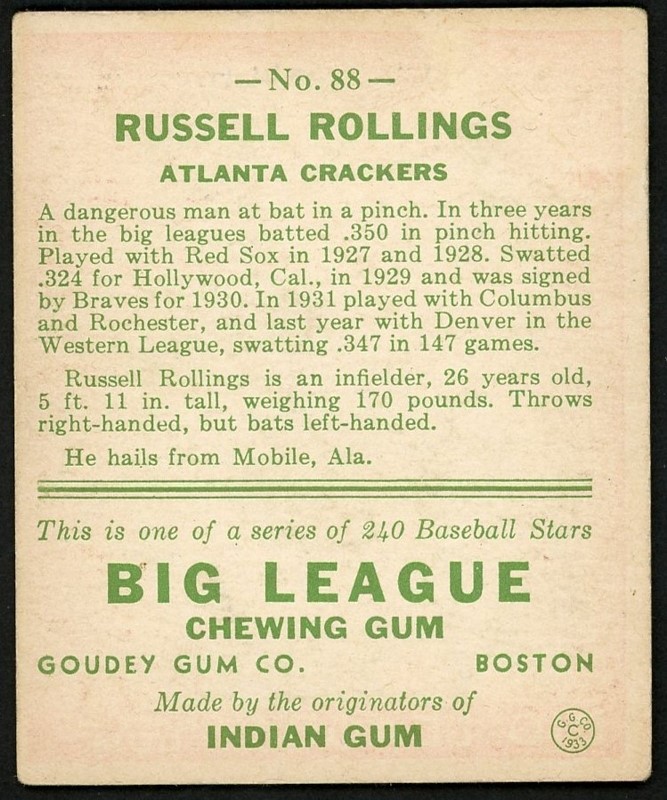 —No. 88—
RUSSELL ROLLINGS
ATLANTA CRACKERS
A dangerous man at bat in a pinch. In three years
in the big leagues batted .350 in pinch hitting.
Played with Red Sox in 1927 and 1928. Swatted
.324 for Hollywood, Cal., in 1929 and was signed
by Braves for 1930. In 1931 played with Columbus
and Rochester, and last year with Denver in the
Western League, swatting .347 in 147 games.
Russell Rollings is an infielder, 26 years old,
5 ft. 11 in. tall, weighing 170 pounds. Throws
right-handed, but bats left-handed.
He hails from Mobile, Ala.
This is one of a series of 240 Baseball Stars
BIG LEAGUE
CHEWING GUM
GOUDEY GUM CO. BOSTON
Made by the originators of
INDIAN GUM
G. G. CO.
C
1933